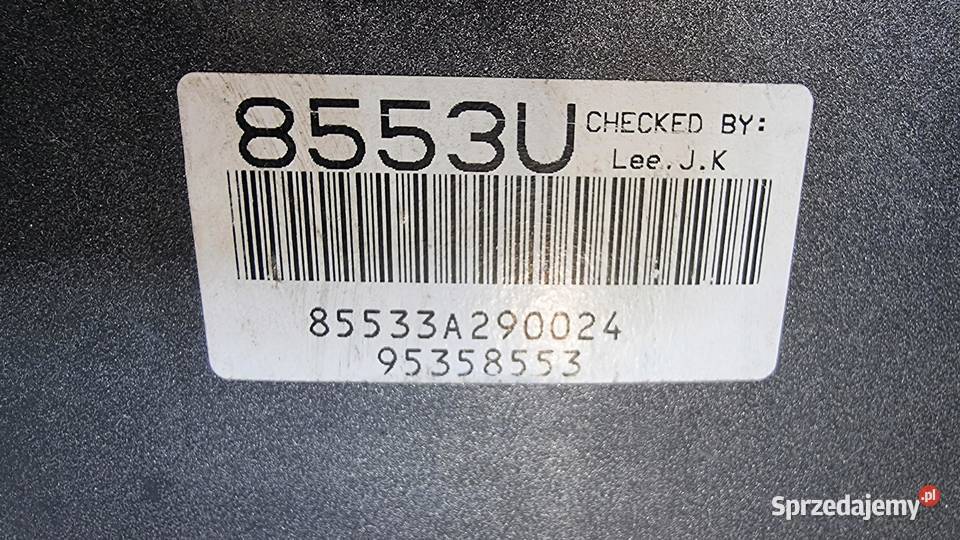 8553U CHECKED BY:
Lee.J.K
85533A290024
95358553
Sprzedajemy.pl